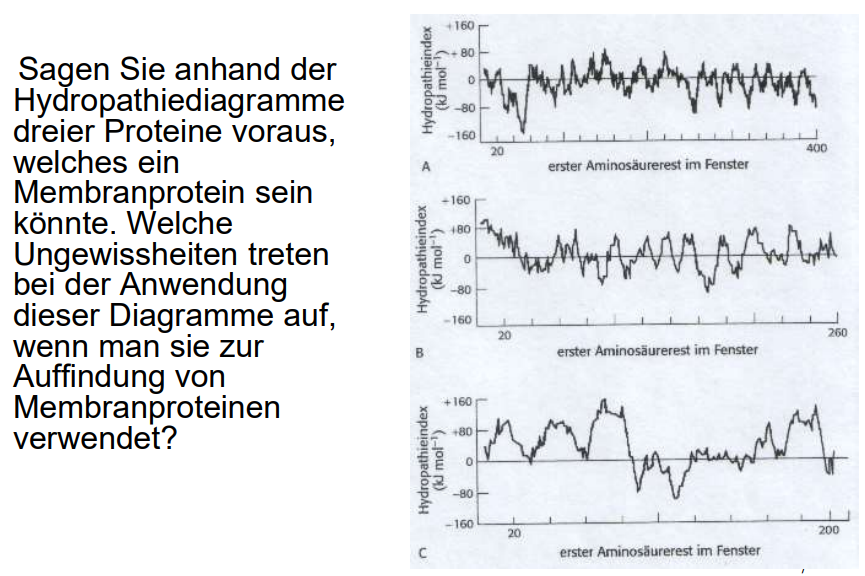 Sagen Sie anhand der
Hydropathiediagramme
dreier Proteine voraus,
welches ein
Membranprotein sein
könnte. Welche
Ungewissheiten treten
bei der Anwendung
dieser Diagramme auf,
wenn man sie zur
Auffindung von
Membranproteinen
verwendet?
Hydropathieindex
(kJ mol⁻¹)
+160
+80
0
−80
−160
20
400
A
erster Aminosäurerest im Fenster
Hydropathieindex
(kJ mol⁻¹)
+160
+80
0
−80
−160
20
260
B
erster Aminosäurerest im Fenster
Hydropathieindex
(kJ mol⁻¹)
+160
+80
0
−80
−160
20
200
C
erster Aminosäurerest im Fenster